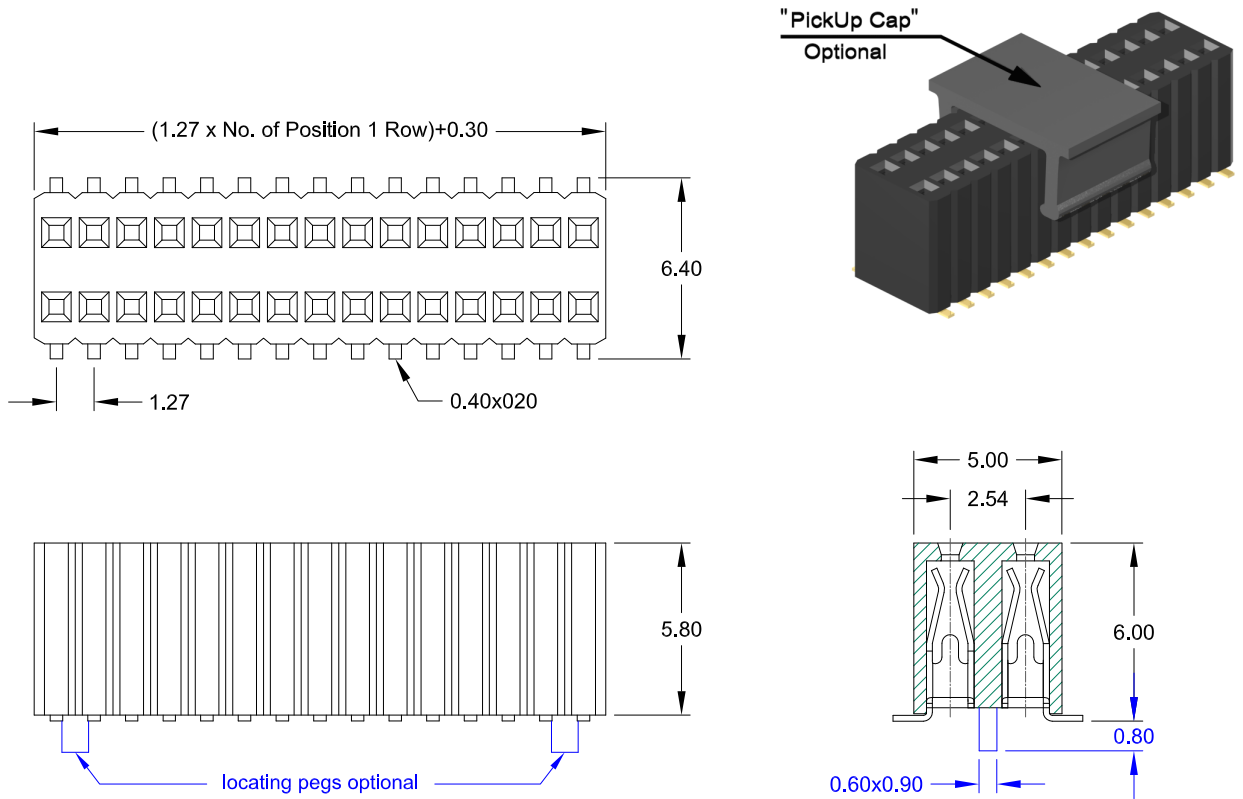 "PickUp Cap"
Optional
(1.27 x No. of Position 1 Row)+0.30
6.40
1.27
0.40x020
5.00
2.54
5.80
6.00
0.80
locating pegs optional
0.60x0.90